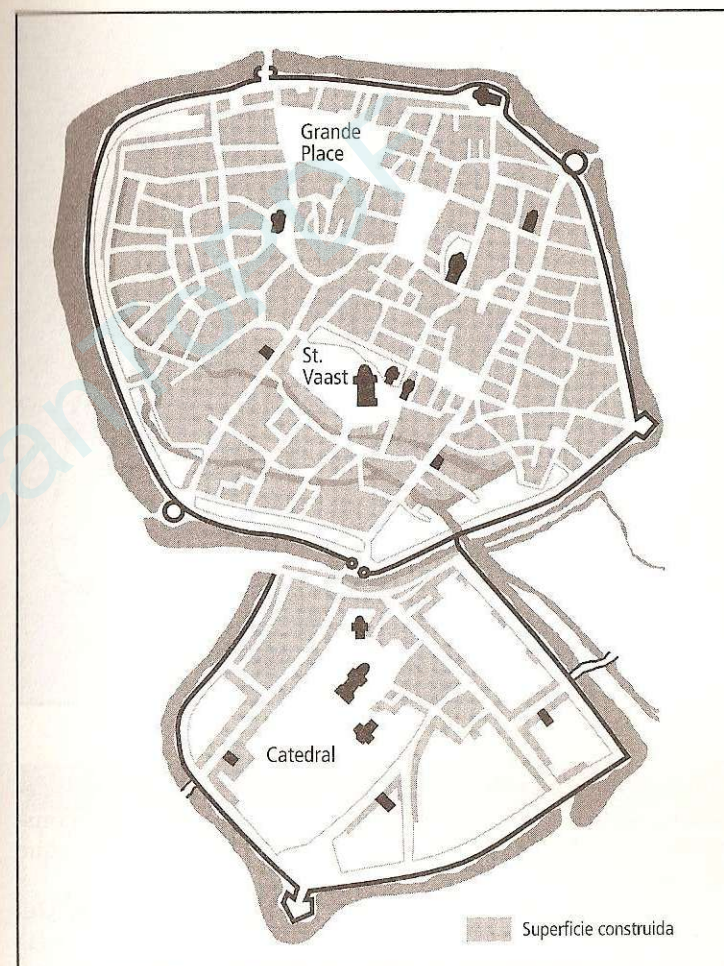 Grande
Place
St.
Vaast
Catedral
Superficie construida